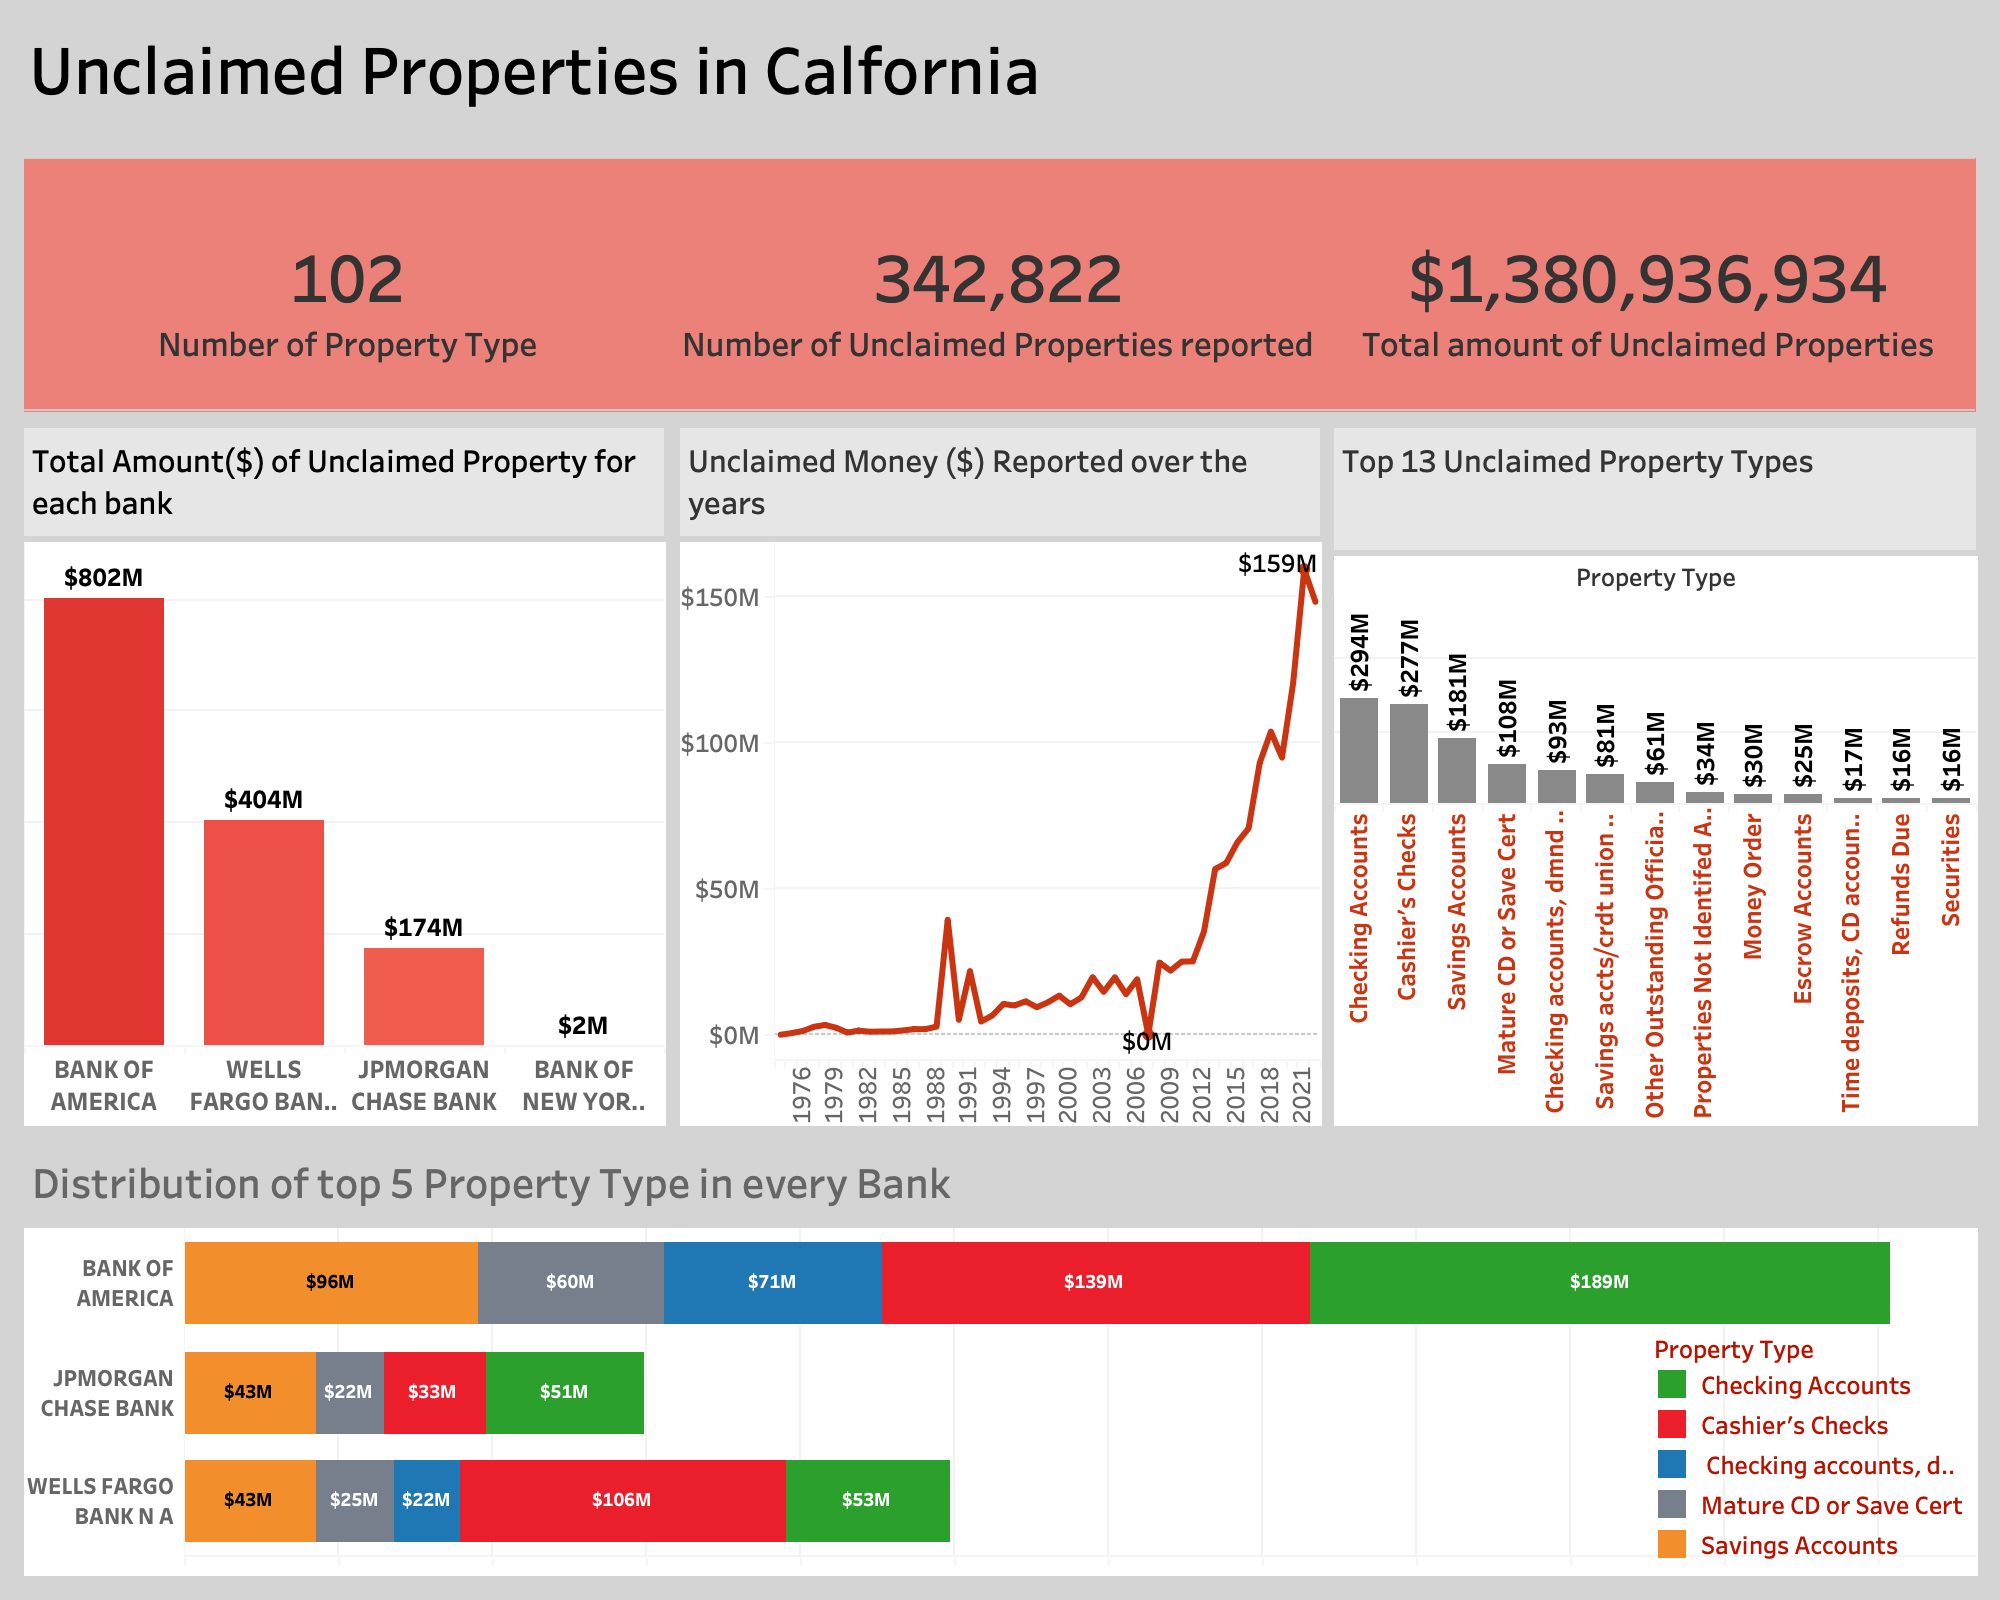 Unclaimed Properties in Calfornia
102
Number of Property Type
342,822
Number of Unclaimed Properties reported
$1,380,936,934
Total amount of Unclaimed Properties
Total Amount($) of Unclaimed Property for
each bank
$802M
$404M
$174M
$2M
BANK OF
AMERICA
WELLS
FARGO BAN..
JPMORGAN
CHASE BANK
BANK OF
NEW YOR..
Unclaimed Money ($) Reported over the
years
$159M
$150M
$100M
$50M
$0M
$0M
1976
1979
1982
1985
1988
1991
1994
1997
2000
2003
2006
2009
2012
2015
2018
2021
Top 13 Unclaimed Property Types
Property Type
$294M
$277M
$181M
$108M
$93M
$81M
$61M
$34M
$30M
$25M
$17M
$16M
$16M
Checking Accounts
Cashier's Checks
Savings Accounts
Mature CD or Save Cert
Checking accounts, dmnd ..
Savings accts/crdt union ..
Other Outstanding Officia..
Properties Not Identifed A..
Money Order
Escrow Accounts
Time deposits, CD accoun..
Refunds Due
Securities
Distribution of top 5 Property Type in every Bank
BANK OF
AMERICA
$96M
$60M
$71M
$139M
$189M
JPMORGAN
CHASE BANK
$43M
$22M
$33M
$51M
WELLS FARGO
BANK N A
$43M
$25M
$22M
$106M
$53M
Property Type
Checking Accounts
Cashier's Checks
Checking accounts, d..
Mature CD or Save Cert
Savings Accounts